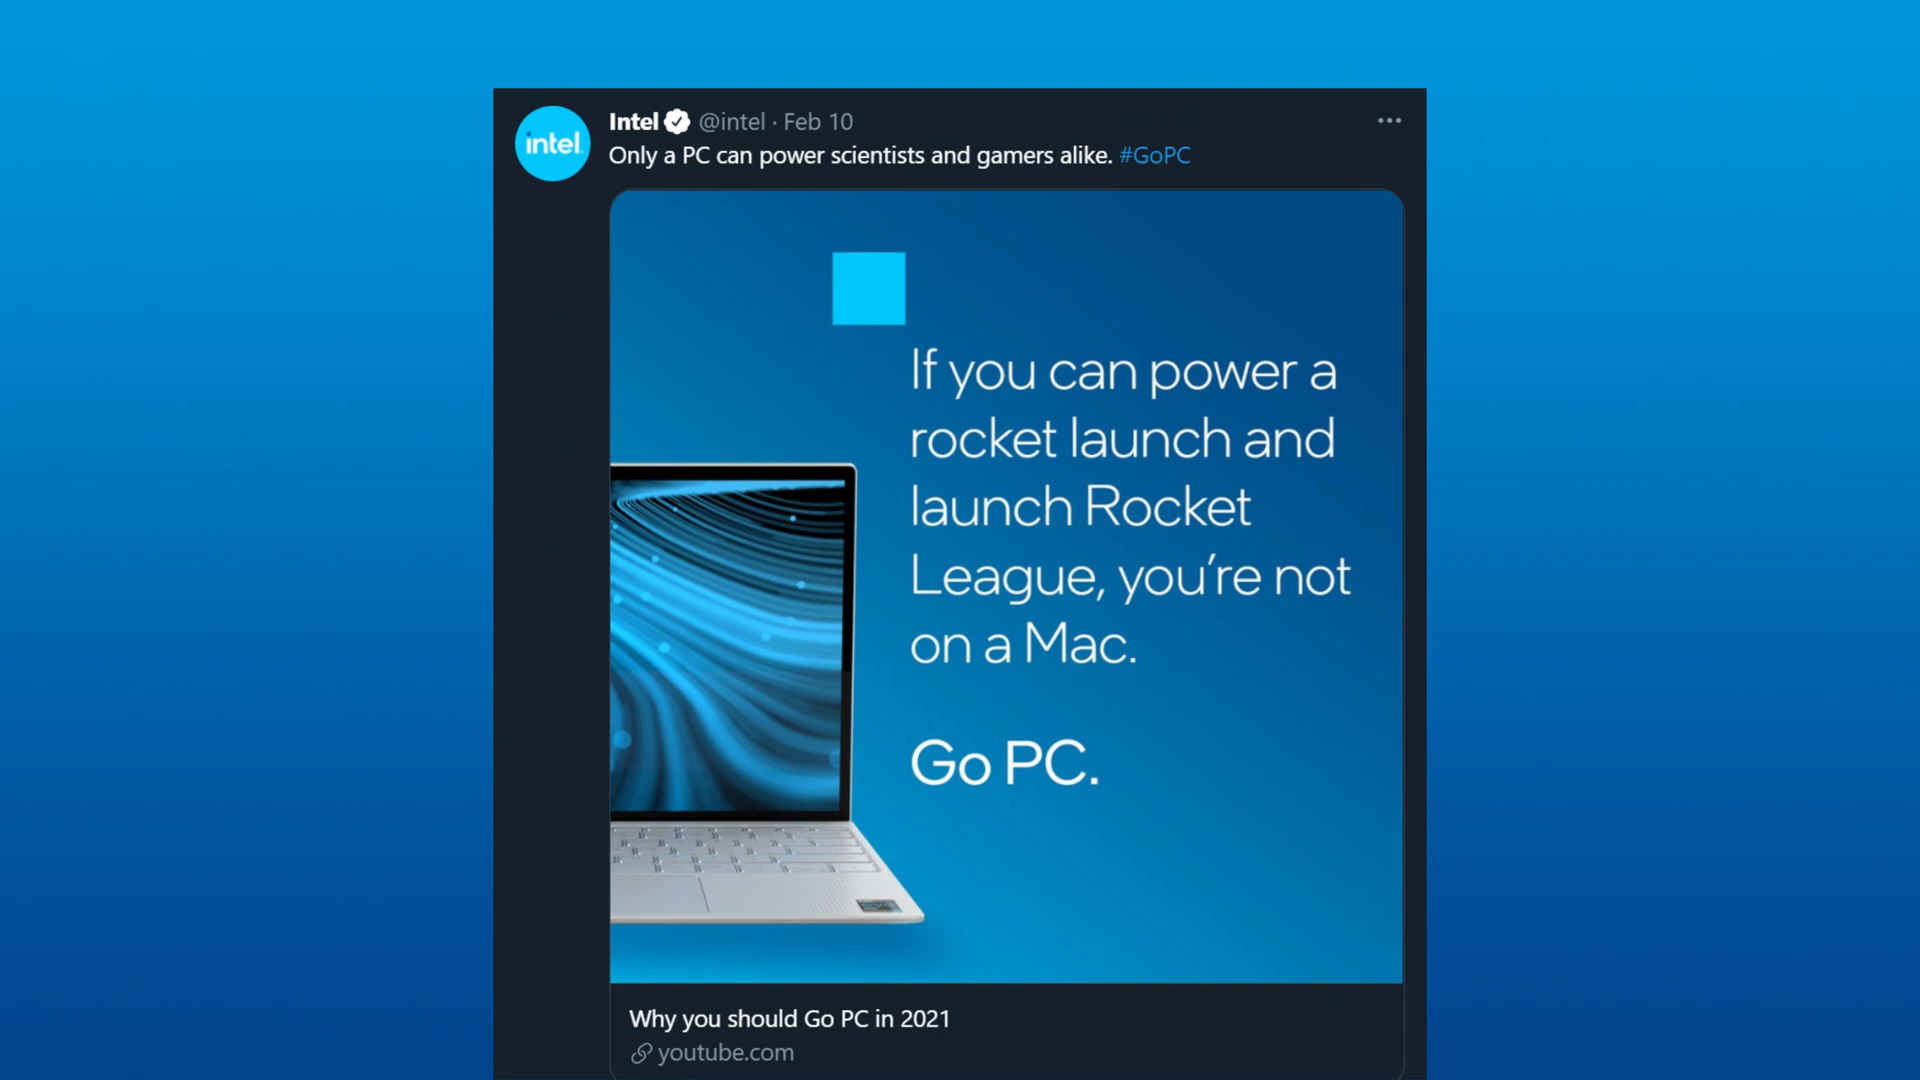 intel.
Intel @intel · Feb 10
Only a PC can power scientists and gamers alike. #GoPC
If you can power a
rocket launch and
launch Rocket
League, you’re not
on a Mac.
Go PC.
Why you should Go PC in 2021
youtube.com